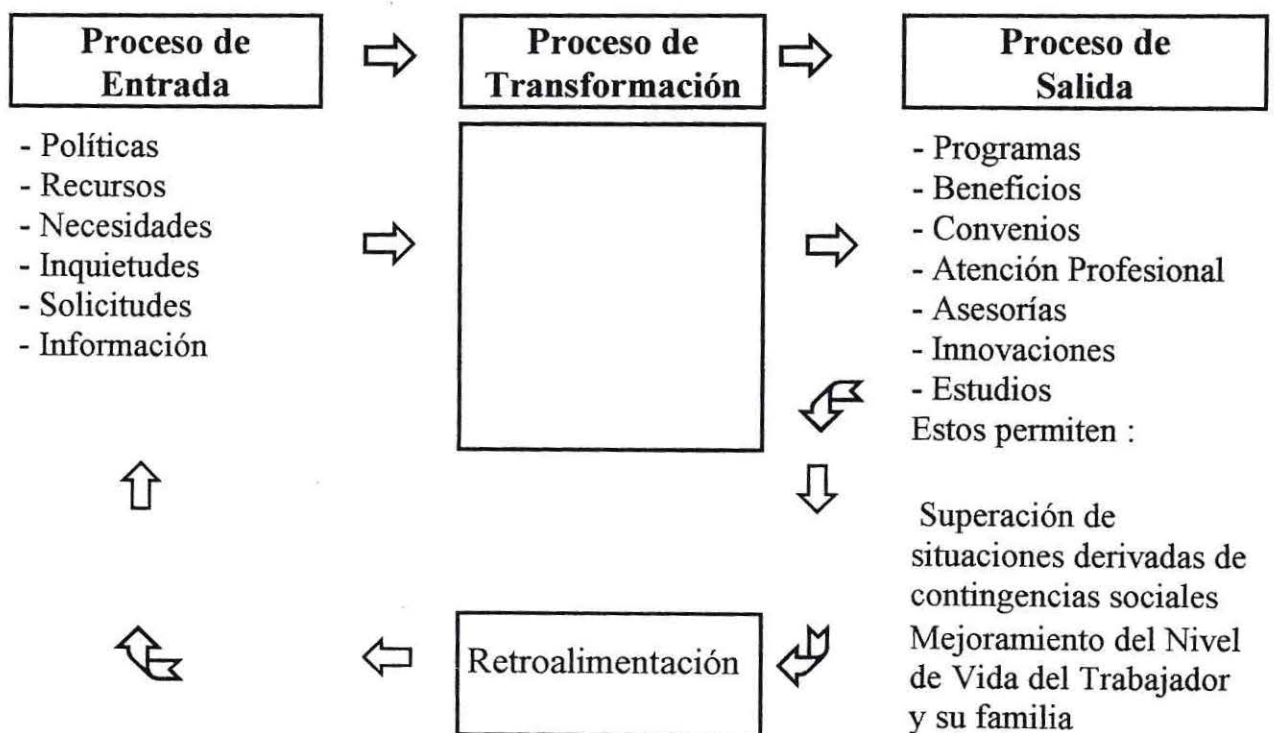 Proceso de
Entrada
Proceso de
Transformación
Proceso de
Salida
- Políticas
- Recursos
- Necesidades
- Inquietudes
- Solicitudes
- Información
- Programas
- Beneficios
- Convenios
- Atención Profesional
- Asesorías
- Innovaciones
- Estudios
Estos permiten :
Superación de
situaciones derivadas de
contingencias sociales
Mejoramiento del Nivel
de Vida del Trabajador
y su familia
Retroalimentación